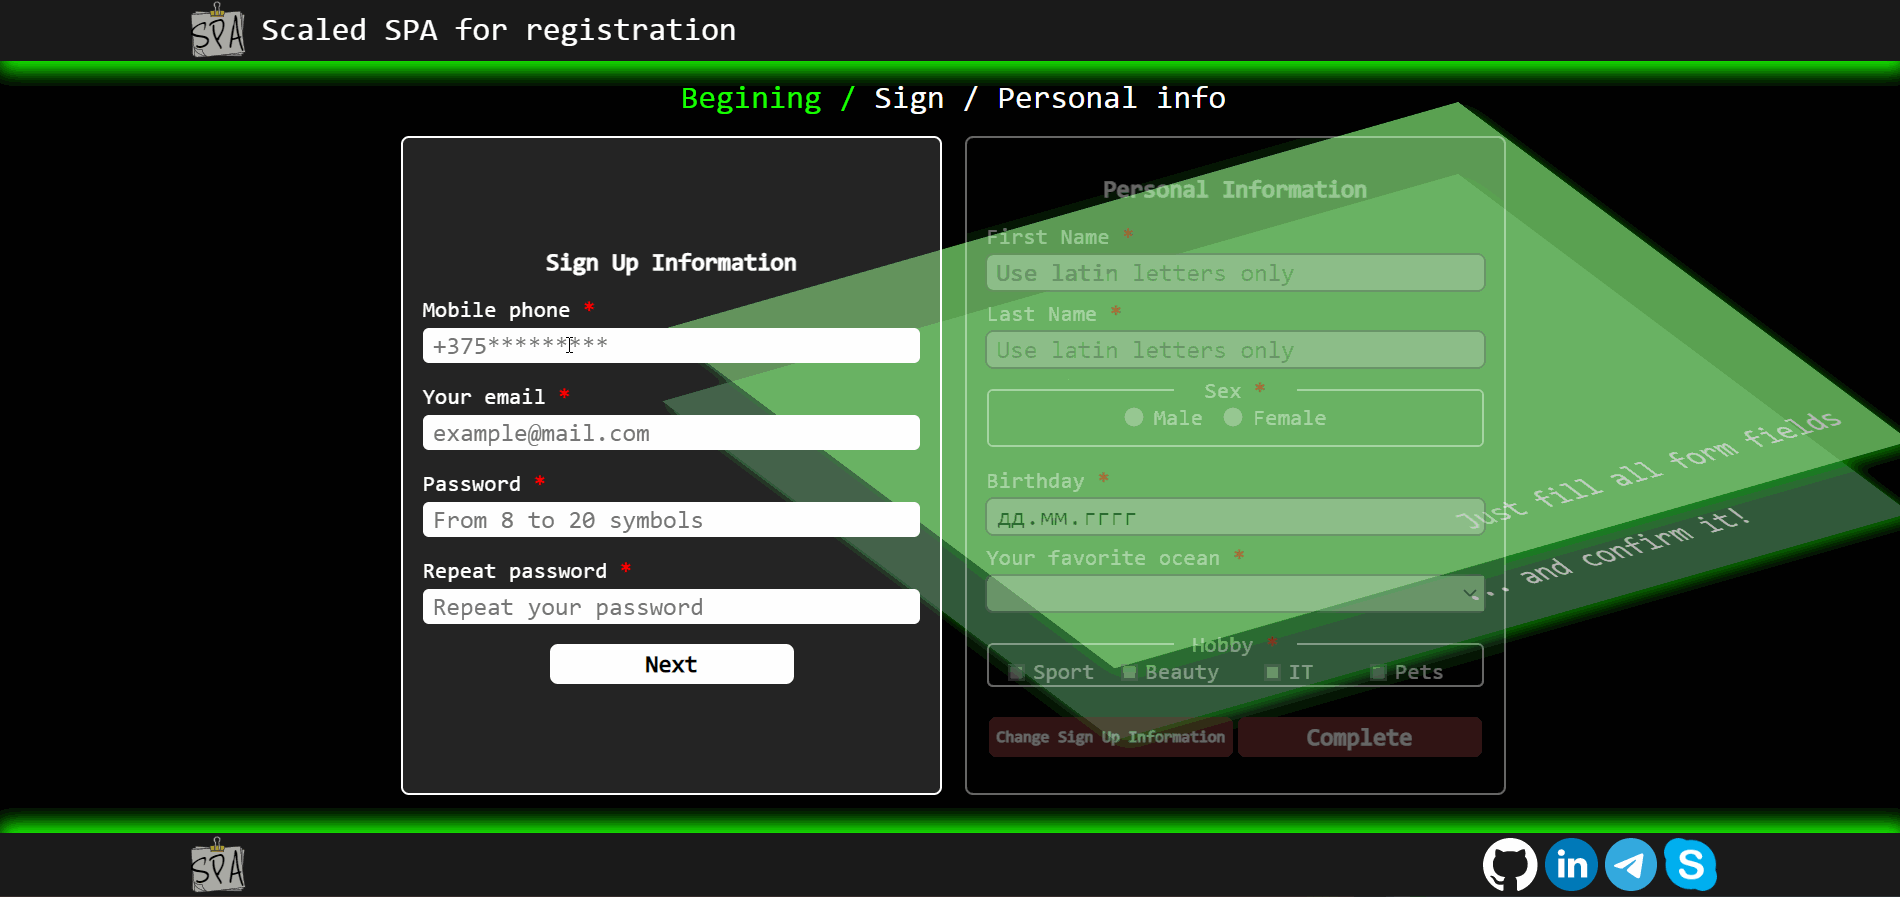 SPA Scaled SPA for registration
Begining / Sign / Personal info
Sign Up Information
Mobile phone *
+375*********
Your email *
example@mail.com
Password *
From 8 to 20 symbols
Repeat password *
Repeat your password
Next
Personal Information
First Name *
Use latin letters only
Last Name *
Use latin letters only
Sex *
Male Female
Birthday *
дд.мм.гггг
Your favorite ocean *
Hobby *
Sport Beauty IT Pets
Change Sign Up Information Complete
Just fill all form fields
... and confirm it!
SPA
in S